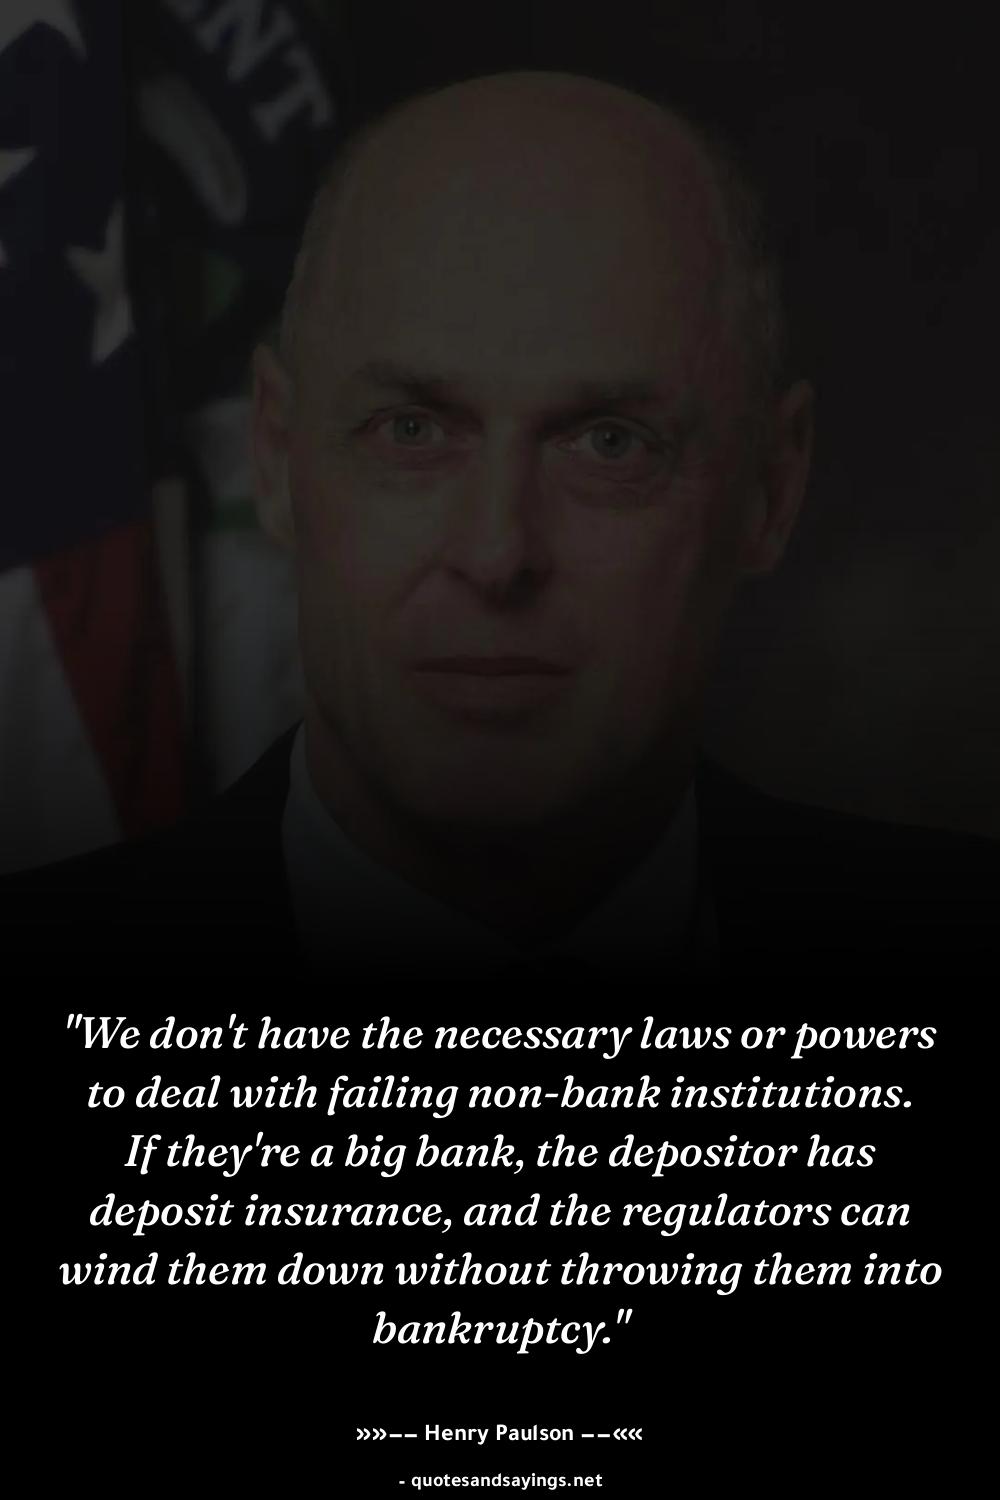 NT
"We don't have the necessary laws or powers
to deal with failing non-bank institutions.
If they're a big bank, the depositor has
deposit insurance, and the regulators can
wind them down without throwing them into
bankruptcy."
»»–– Henry Paulson ––««
- quotesandsayings.net